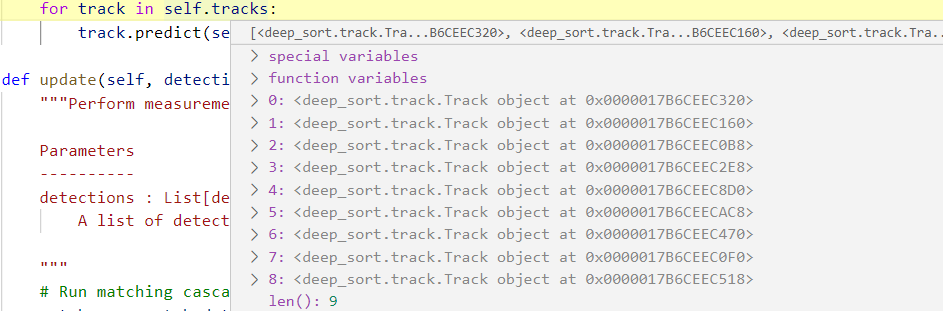 for track in self.tracks:
track.predict(se
[<deep_sort.track.Tra...B6CEEC320>, <deep_sort.track.Tra...B6CEEC160>, <deep_sort.track.Tra..
> special variables
def update(self, detecti
> function variables
"""Perform measureme
> 0: <deep_sort.track.Track object at 0x0000017B6CEEC320>
> 1: <deep_sort.track.Track object at 0x0000017B6CEEC160>
Parameters
> 2: <deep_sort.track.Track object at 0x0000017B6CEEC0B8>
----------
> 3: <deep_sort.track.Track object at 0x0000017B6CEEC2E8>
detections : List[de
> 4: <deep_sort.track.Track object at 0x0000017B6CEEC8D0>
A list of detect
> 5: <deep_sort.track.Track object at 0x0000017B6CEECAC8>
> 6: <deep_sort.track.Track object at 0x0000017B6CEEC470>
"""
> 7: <deep_sort.track.Track object at 0x0000017B6CEEC0F0>
# Run matching casca
> 8: <deep_sort.track.Track object at 0x0000017B6CEEC518>
len(): 9